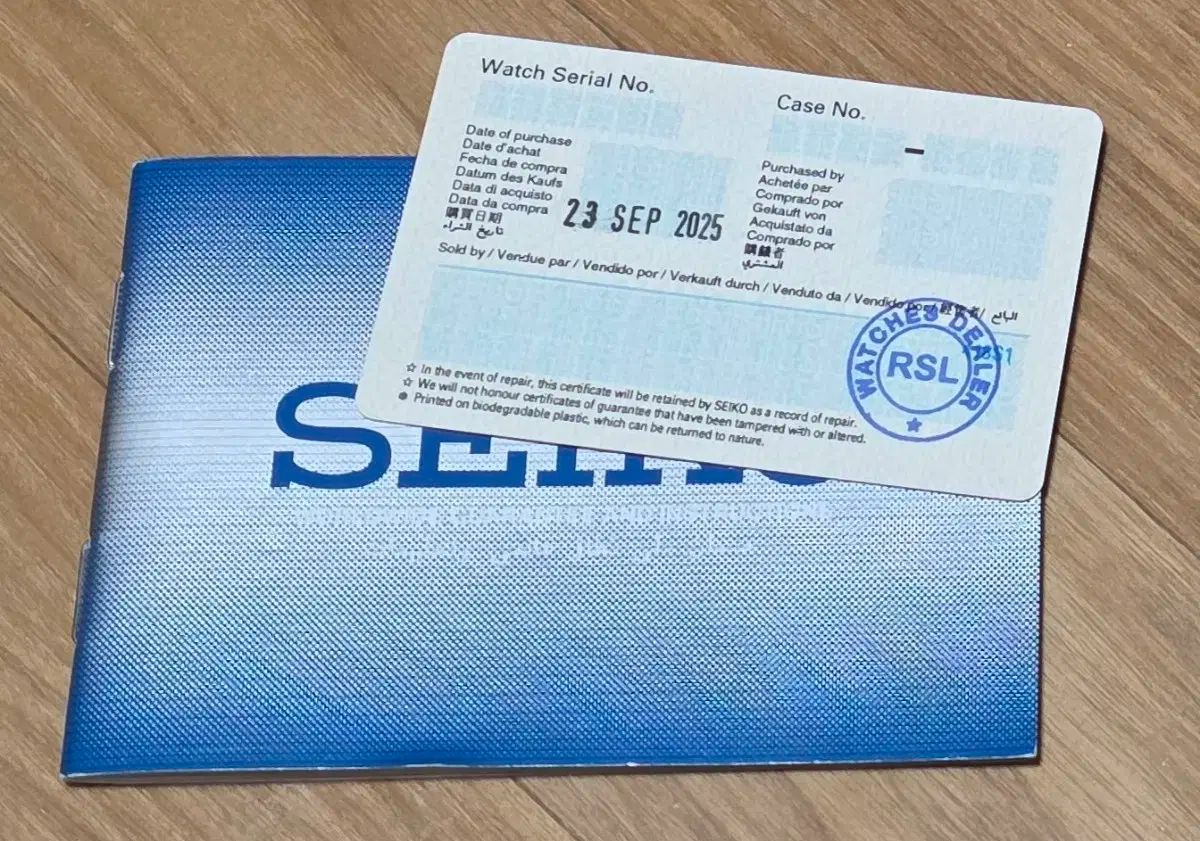 Watch Serial No.
Case No.
–
Date of purchase
Date d'achat
Fecha de compra
Datum des Kaufs
Data di acquisto
Data da compra
購買日期
تاريخ الشراء
23 SEP 2025
Purchased by
Achetée par
Comprado por
Gekauft von
Acquistato da
Comprado por
購錶者
المشتري
Sold by / Vendue par / Vendido por / Verkauft durch / Venduto da / Vendido por / 經售者 / البائع
WATCHES DEALER
RSL
☆ In the event of repair, this certificate will be retained by SEIKO as a record of repair.
☆ We will not honour certificates of guarantee that have been tampered with or altered.
● Printed on biodegradable plastic, which can be returned to nature.
SEIKO